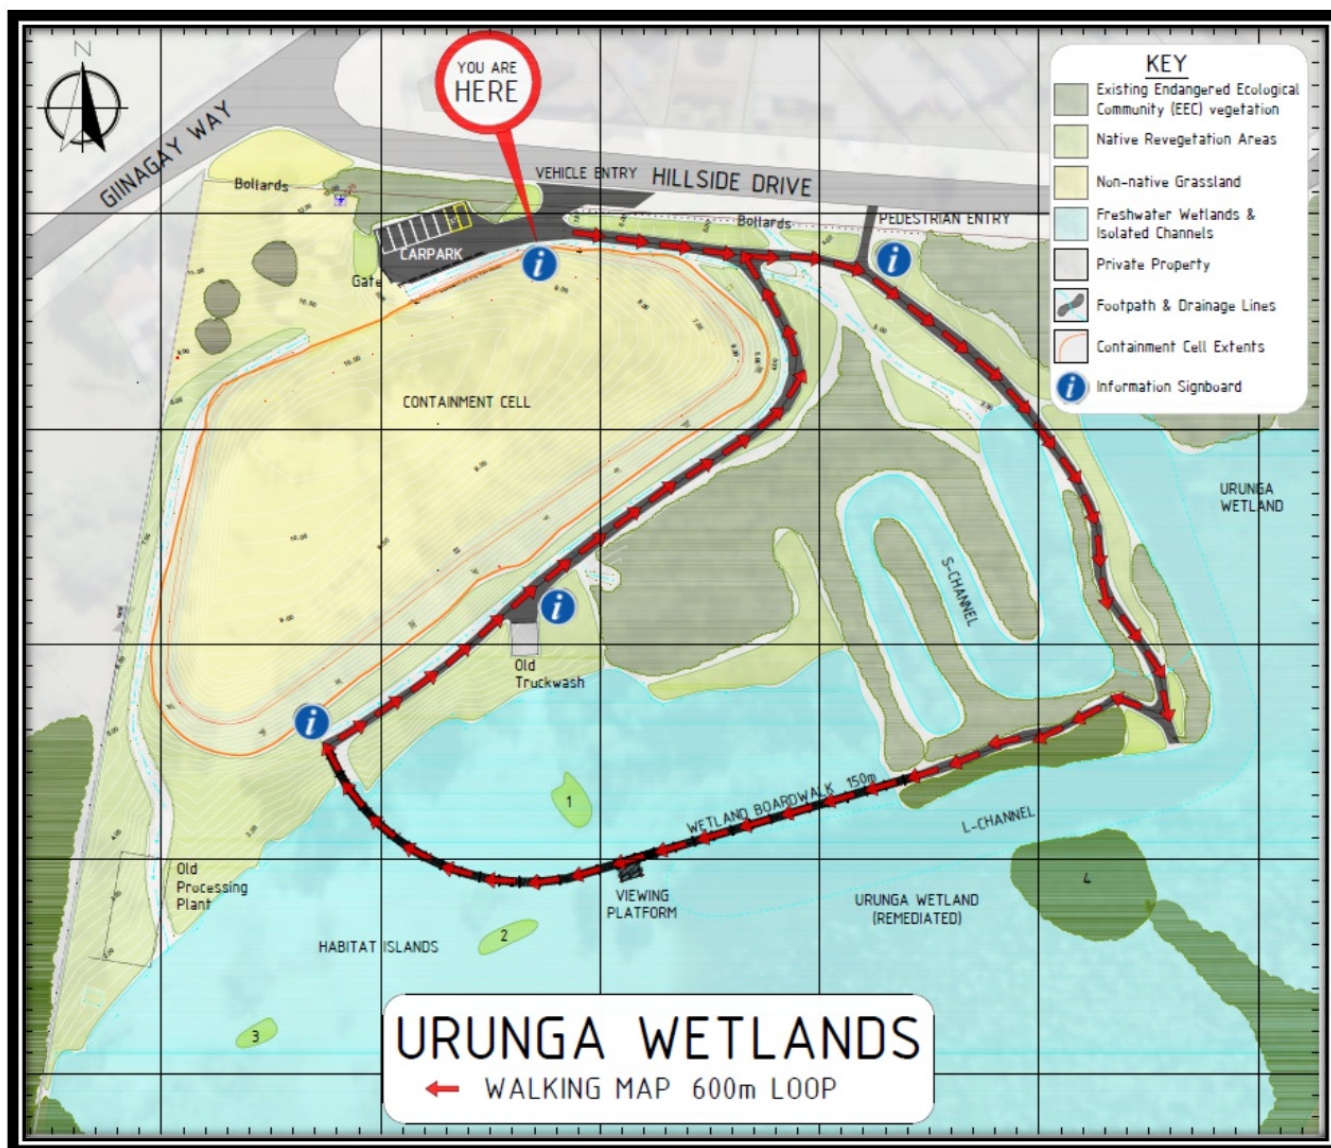 N
YOU ARE
HERE
GIINAGAY WAY
VEHICLE ENTRY
HILLSIDE DRIVE
Bollards
Bollards
PEDESTRIAN ENTRY
CARPARK
Gate
i
i
CONTAINMENT CELL
KEY
Existing Endangered Ecological
Community (EEC) vegetation
Native Revegetation Areas
Non-native Grassland
Freshwater Wetlands &
Isolated Channels
Private Property
Footpath & Drainage Lines
Containment Cell Extents
i
Information Signboard
URUNGA
WETLAND
S-CHANNEL
i
Old
Truckwash
i
1
WETLAND BOARDWALK 150m
L-CHANNEL
VIEWING
PLATFORM
URUNGA WETLAND
(REMEDIATED)
4
Old
Processing
Plant
HABITAT ISLANDS
2
3
URUNGA WETLANDS
WALKING MAP 600m LOOP